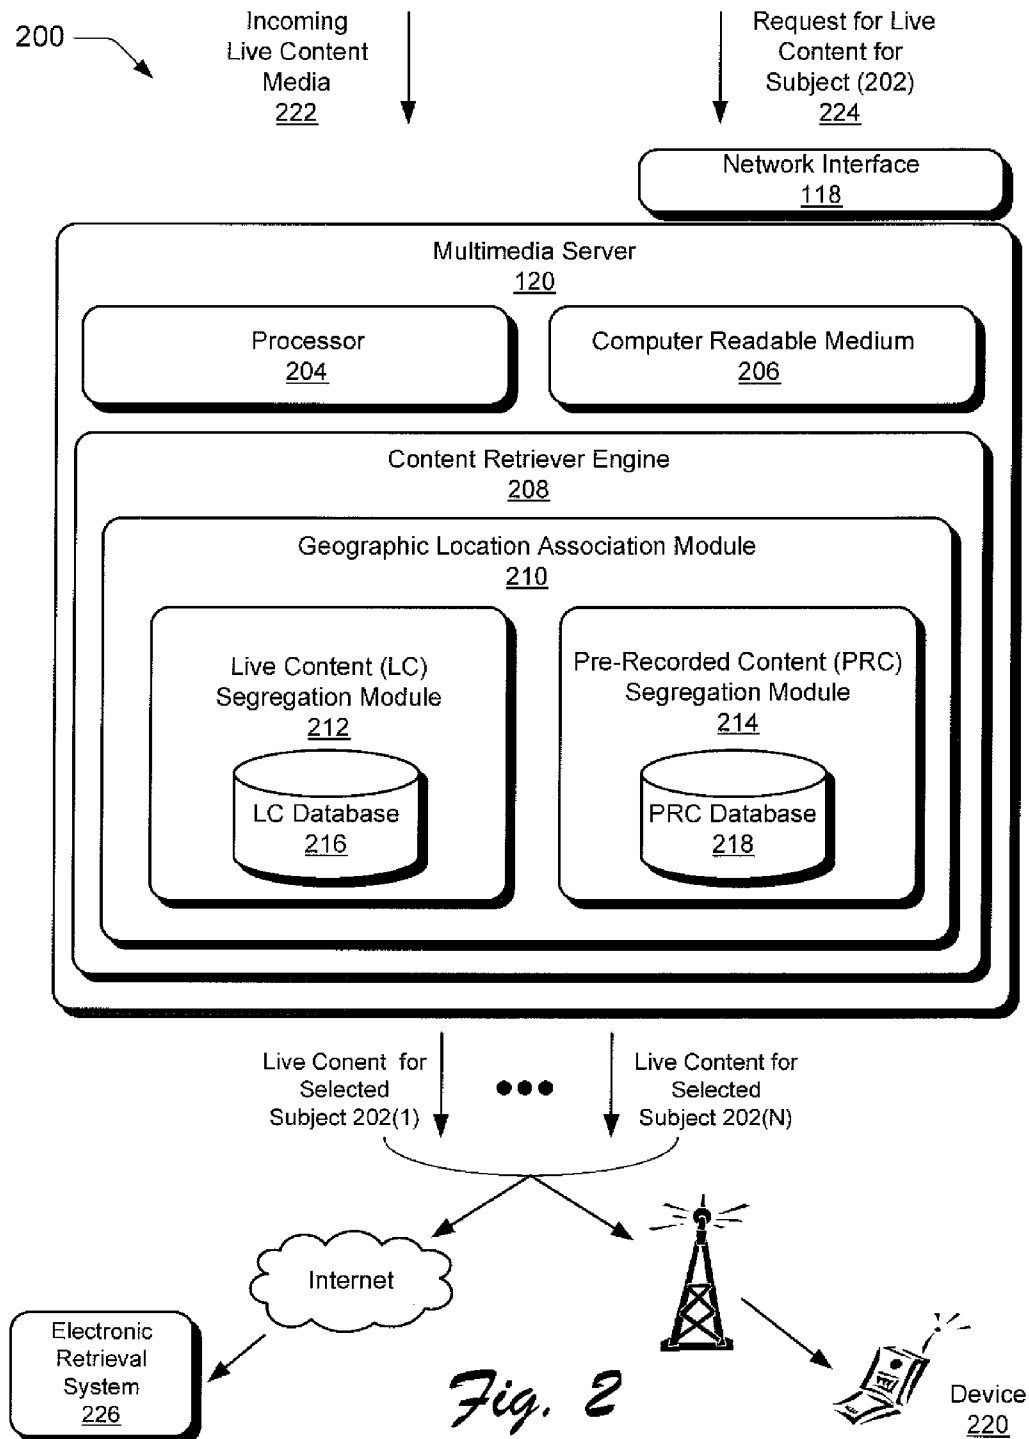 200
Incoming
Live Content
Media
222
Request for Live
Content for
Subject (202)
224
Network Interface
118
Multimedia Server
120
Processor
204
Computer Readable Medium
206
Content Retriever Engine
208
Geographic Location Association Module
210
Live Content (LC)
Segregation Module
212
LC Database
216
Pre-Recorded Content (PRC)
Segregation Module
214
PRC Database
218
Live Conent for
Selected
Subject 202(1)
Live Content for
Selected
Subject 202(N)
Internet
Electronic
Retrieval
System
226
Device
220
Fig. 2